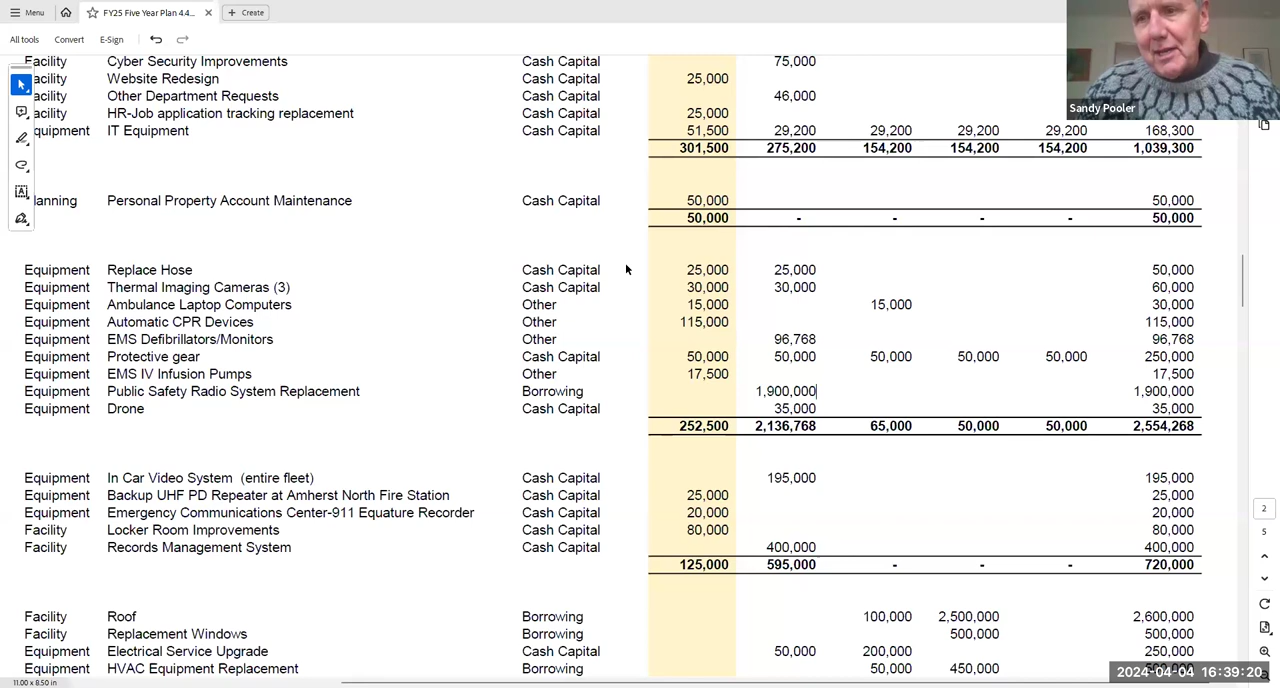 Menu FY25 Five Year Plan 4.4... Create
All tools Convert E-Sign
Facility Cyber Security Improvements Cash Capital 75,000
Facility Website Redesign Cash Capital 25,000
acility Other Department Requests Cash Capital 46,000
acility HR-Job application tracking replacement Cash Capital 25,000
quipment IT Equipment Cash Capital 51,500 29,200 29,200 29,200 29,200 168,300
301,500 275,200 154,200 154,200 154,200 1,039,300
lanning Personal Property Account Maintenance Cash Capital 50,000 50,000
50,000 - - - - 50,000
Equipment Replace Hose Cash Capital 25,000 25,000 50,000
Equipment Thermal Imaging Cameras (3) Cash Capital 30,000 30,000 60,000
Equipment Ambulance Laptop Computers Other 15,000 15,000 30,000
Equipment Automatic CPR Devices Other 115,000 115,000
Equipment EMS Defibrillators/Monitors Other 96,768 96,768
Equipment Protective gear Cash Capital 50,000 50,000 50,000 50,000 50,000 250,000
Equipment EMS IV Infusion Pumps Other 17,500 17,500
Equipment Public Safety Radio System Replacement Borrowing 1,900,000 1,900,000
Equipment Drone Cash Capital 35,000 35,000
252,500 2,136,768 65,000 50,000 50,000 2,554,268
Equipment In Car Video System (entire fleet) Cash Capital 195,000 195,000
Equipment Backup UHF PD Repeater at Amherst North Fire Station Cash Capital 25,000 25,000
Equipment Emergency Communications Center-911 Equature Recorder Cash Capital 20,000 20,000
Facility Locker Room Improvements Cash Capital 80,000 80,000
Facility Records Management System Cash Capital 400,000 400,000
125,000 595,000 - - - 720,000
Facility Roof Borrowing 100,000 2,500,000 2,600,000
Facility Replacement Windows Borrowing 500,000 500,000
Equipment Electrical Service Upgrade Cash Capital 50,000 200,000 250,000
Equipment HVAC Equipment Replacement Borrowing 50,000 450,000
Sandy Pooler
2
5
11.00 x 8.50 in
2024-04-04 16:39:20